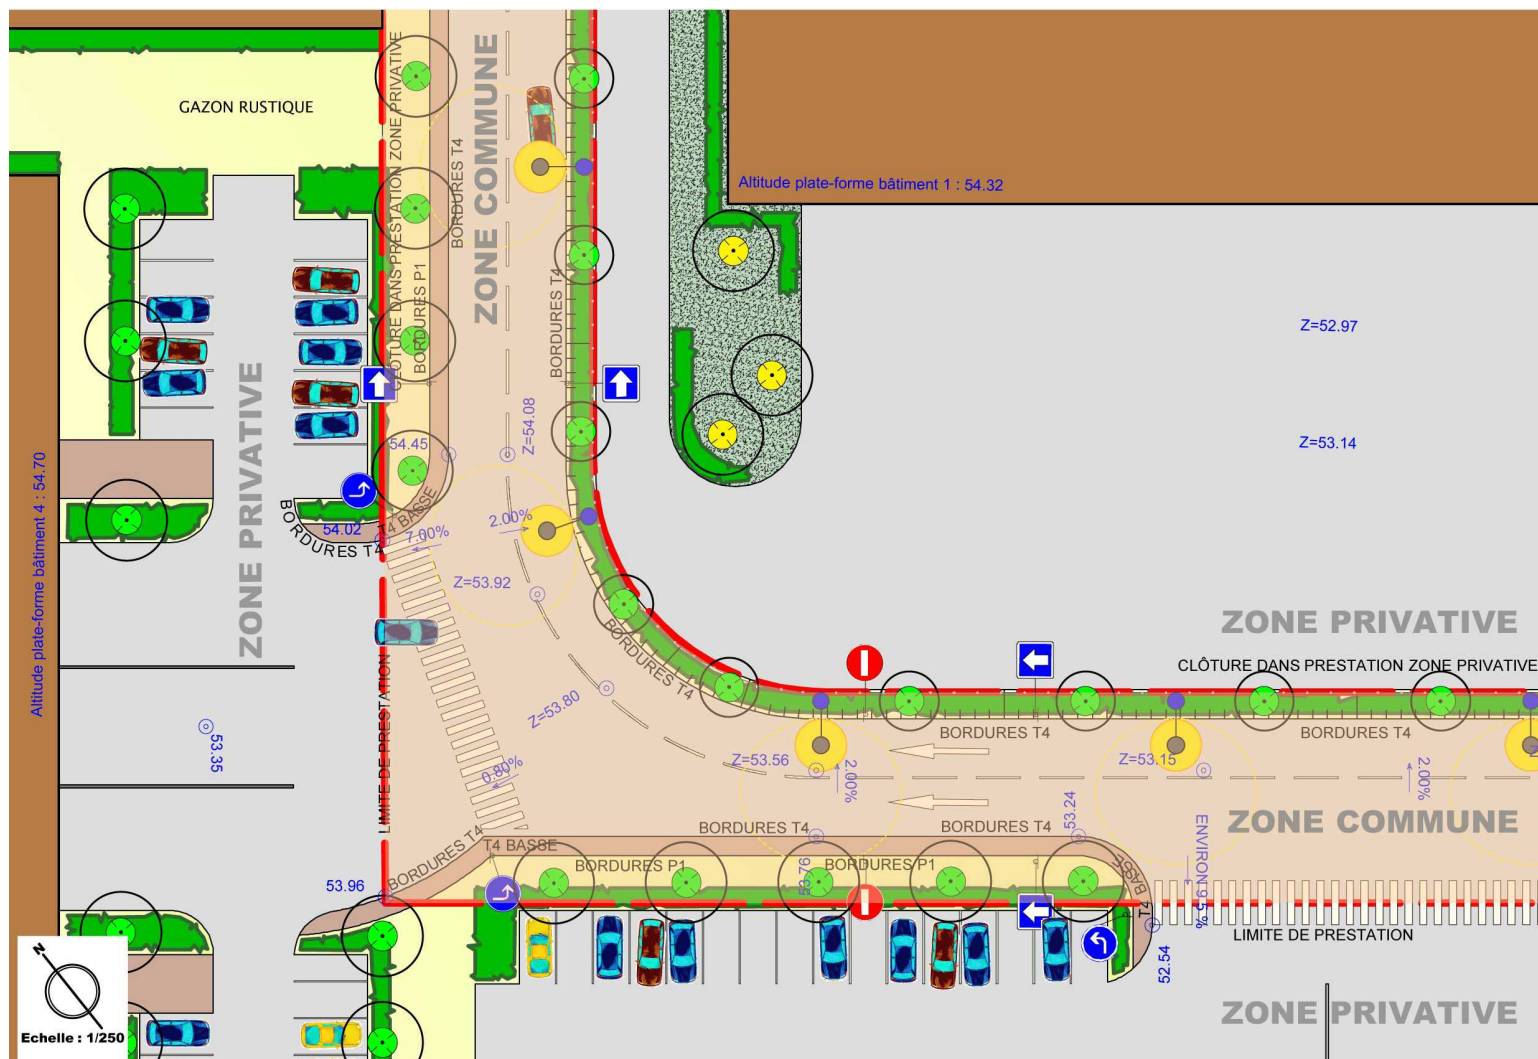 GAZON RUSTIQUE
CLÔTURE DANS PRESTATION ZONE PRIVATIVE
BORDURES T4
ZONE COMMUNE
Altitude plate-forme bâtiment 1 : 54.32
BORDURES P1
BORDURES T4
Z=52.97
ZONE PRIVATIVE
Z=54.08
54.45
Z=53.14
Altitude plate-forme bâtiment 4 : 54.70
BORDURES T4
54.02
T4 BASSE
7.00%
2.00%
Z=53.92
ZONE PRIVATIVE
BORDURES T4
CLÔTURE DANS PRESTATION ZONE PRIVATIVE
LIMITE DE PRESTATION
53.35
Z=53.80
BORDURES T4
BORDURES T4
0.80%
Z=53.56
2.00%
Z=53.15
2.00%
ZONE COMMUNE
53.24
ENVIRON 9.5 %
BORDURES T4
BORDURES T4
BORDURES T4
T4 BASSE
BORDURES P1
53.76
BORDURES P1
T4 BASSE
53.96
LIMITE DE PRESTATION
52.54
ZONE PRIVATIVE
N
Echelle : 1/250